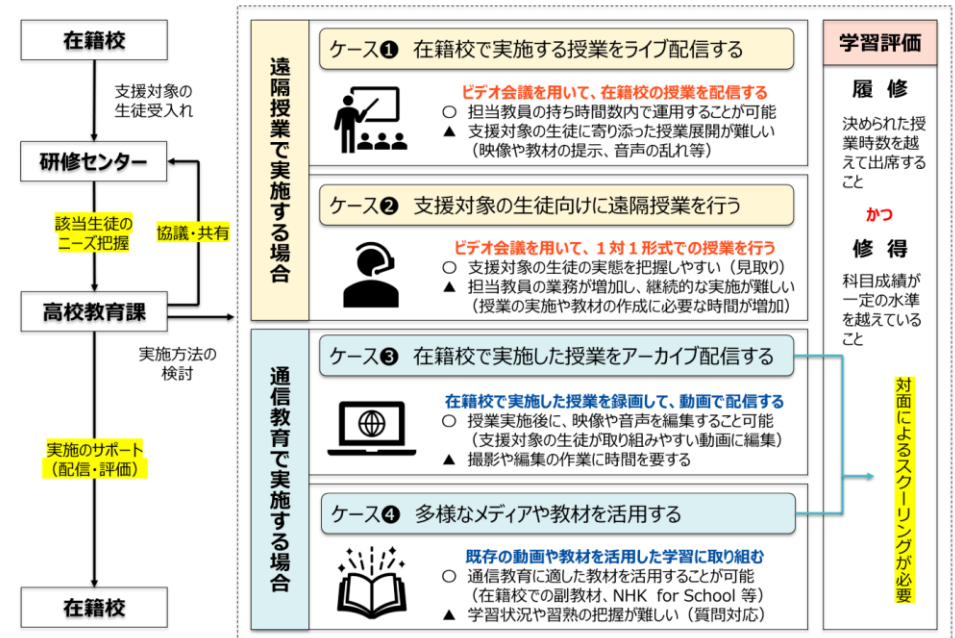 在籍校
支援対象の
生徒受入れ
研修センター
該当生徒の
ニーズ把握
協議・共有
高校教育課
実施方法の
検討
実施のサポート
（配信・評価）
在籍校
遠隔授業で実施する場合
ケース❶ 在籍校で実施する授業をライブ配信する
ビデオ会議を用いて、在籍校の授業を配信する
○ 担当教員の持ち時間数内で運用することが可能
▲ 支援対象の生徒に寄り添った授業展開が難しい
（映像や教材の提示、音声の乱れ等）
ケース❷ 支援対象の生徒向けに遠隔授業を行う
ビデオ会議を用いて、１対１形式での授業を行う
○ 支援対象の生徒の実態を把握しやすい（見取り）
▲ 担当教員の業務が増加し、継続的な実施が難しい
（授業の実施や教材の作成に必要な時間が増加）
通信教育で実施する場合
ケース❸ 在籍校で実施した授業をアーカイブ配信する
在籍校で実施した授業を録画して、動画で配信する
○ 授業実施後に、映像や音声を編集することが可能
（支援対象の生徒が取り組みやすい動画に編集）
▲ 撮影や編集の作業に時間を要する
ケース❹ 多様なメディアや教材を活用する
既存の動画や教材を活用した学習に取り組む
○ 通信教育に適した教材を活用することが可能
（在籍校での副教材、NHK for School 等）
▲ 学習状況や習熟の把握が難しい（質問対応）
学習評価
履 修
決められた授
業時数を越
えて出席する
こと
かつ
修 得
科目成績が
一定の水準
を越えている
こと
対面によるスクーリングが必要